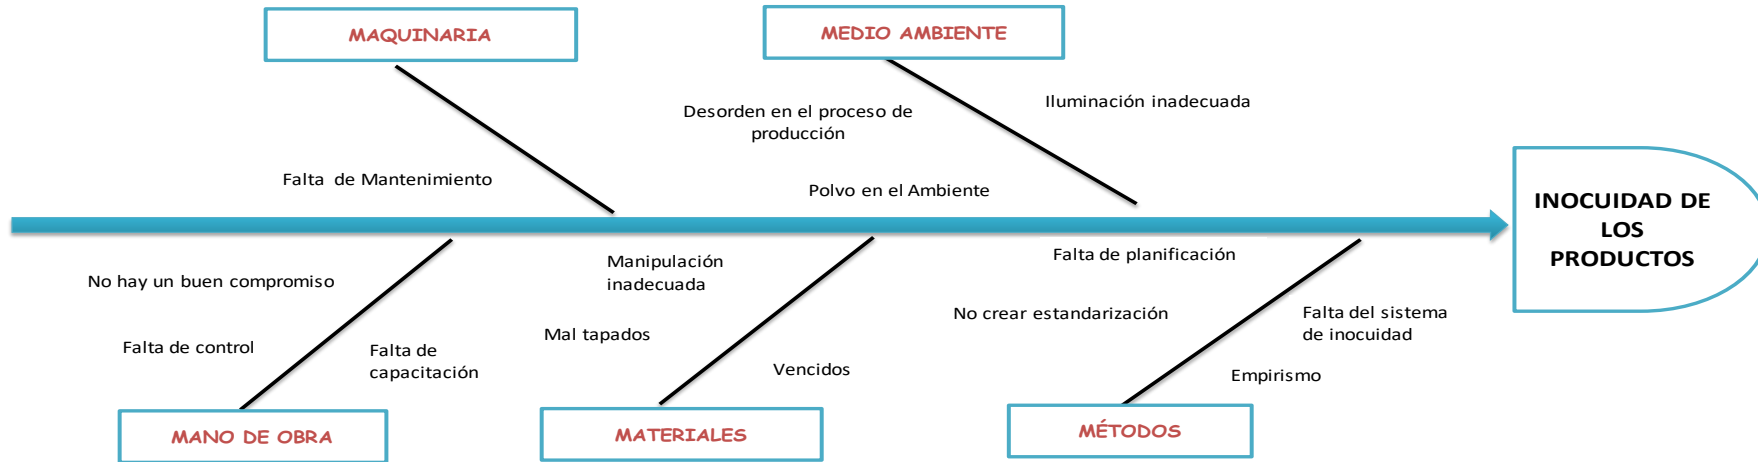 MAQUINARIA
MEDIO AMBIENTE
Iluminación inadecuada
Desorden en el proceso de
producción
Falta de Mantenimiento
Polvo en el Ambiente
INOCUIDAD DE
LOS
PRODUCTOS
No hay un buen compromiso
Manipulación
inadecuada
Falta de planificación
Falta de control
Falta de
capacitación
Mal tapados
Vencidos
No crear estandarización
Falta del sistema
de inocuidad
Empirismo
MANO DE OBRA
MATERIALES
MÉTODOS